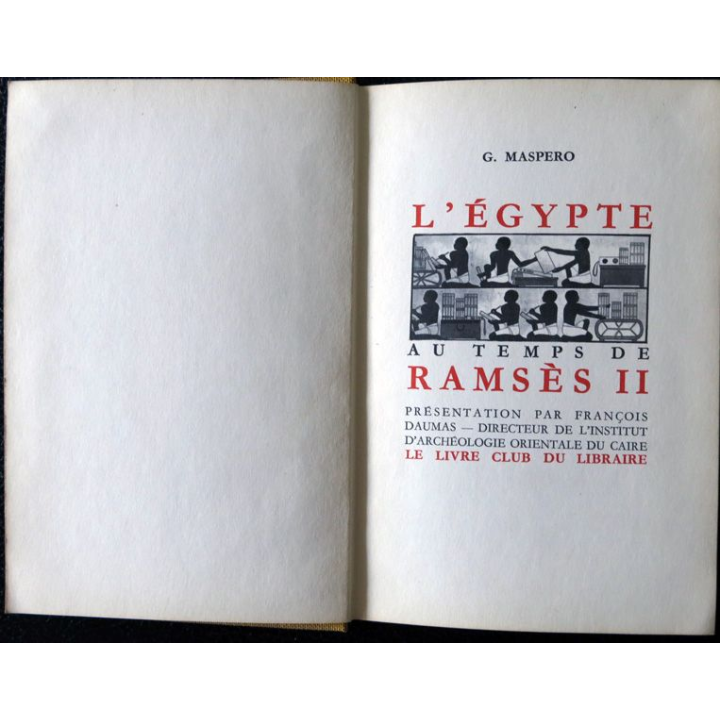 G. MASPERO
L'ÉGYPTE
AU TEMPS DE
RAMSÈS II
PRÉSENTATION PAR FRANÇOIS
DAUMAS — DIRECTEUR DE L'INSTITUT
D'ARCHÉOLOGIE ORIENTALE DU CAIRE
LE LIVRE CLUB DU LIBRAIRE